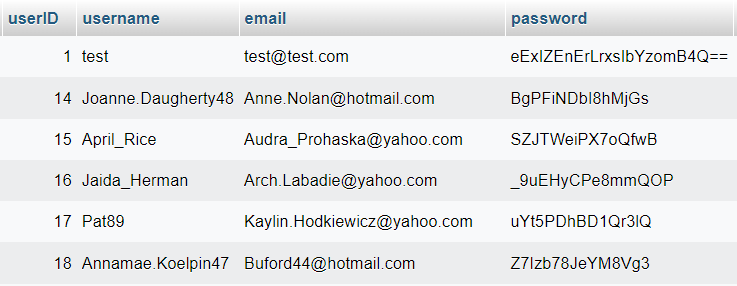 userID username email password
1 test test@test.com eExIZEnErLrxsIbYzomB4Q==
14 Joanne.Daugherty48 Anne.Nolan@hotmail.com BgPFiNDbI8hMjGs
15 April_Rice Audra_Prohaska@yahoo.com SZJTWeiPX7oQfwB
16 Jaida_Herman Arch.Labadie@yahoo.com _9uEHyCPe8mmQOP
17 Pat89 Kaylin.Hodkiewicz@yahoo.com uYt5PDhBD1Qr3lQ
18 Annamae.Koelpin47 Buford44@hotmail.com Z7Izb78JeYM8Vg3